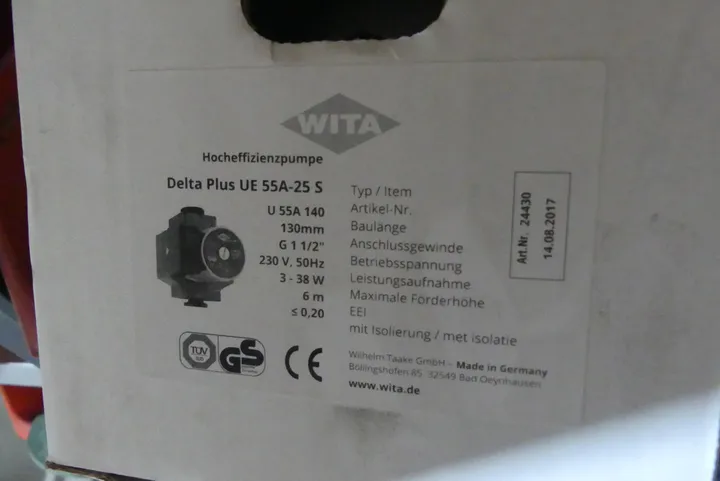 WITA
Hocheffizienzpumpe
Delta Plus UE 55A-25 S Typ / Item
U 55A 140 Artikel-Nr.
130mm Baulänge
G 1 1/2" Anschlussgewinde
230 V. 50Hz Betriebsspannung
3 - 38 W Leistungsaufnahme
6 m Maximale Förderhöhe
≤ 0,20 EEI
mit Isolierung / met isolatie
Art.Nr. 24430
14.08.2017
TÜV GS CE
Wilhelm Taake GmbH - Made in Germany
Böllingshöfen 85 32549 Bad Oeynhausen
www.wita.de